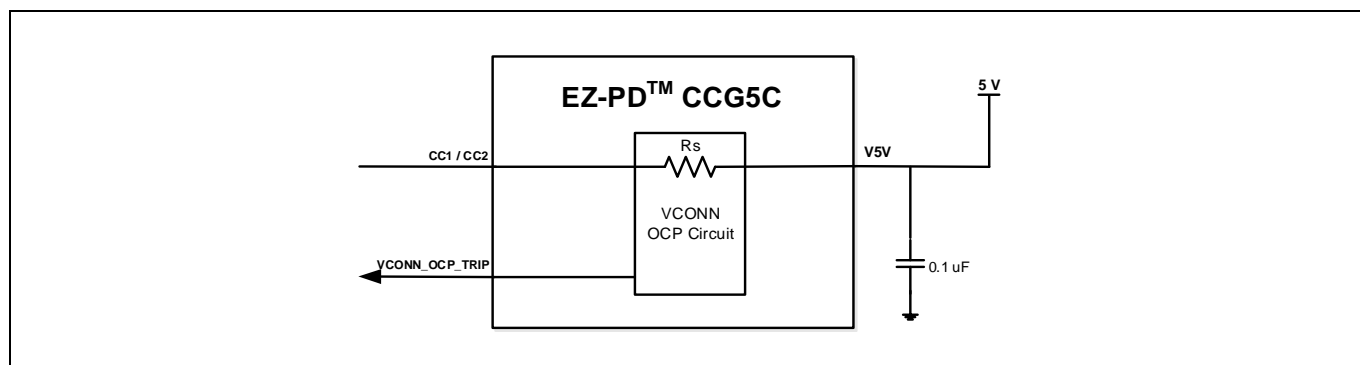 EZ-PD™ CCG5C
5 V
Rs
CC1 / CC2
V5V
VCONN
OCP Circuit
VCONN_OCP_TRIP
0.1 uF